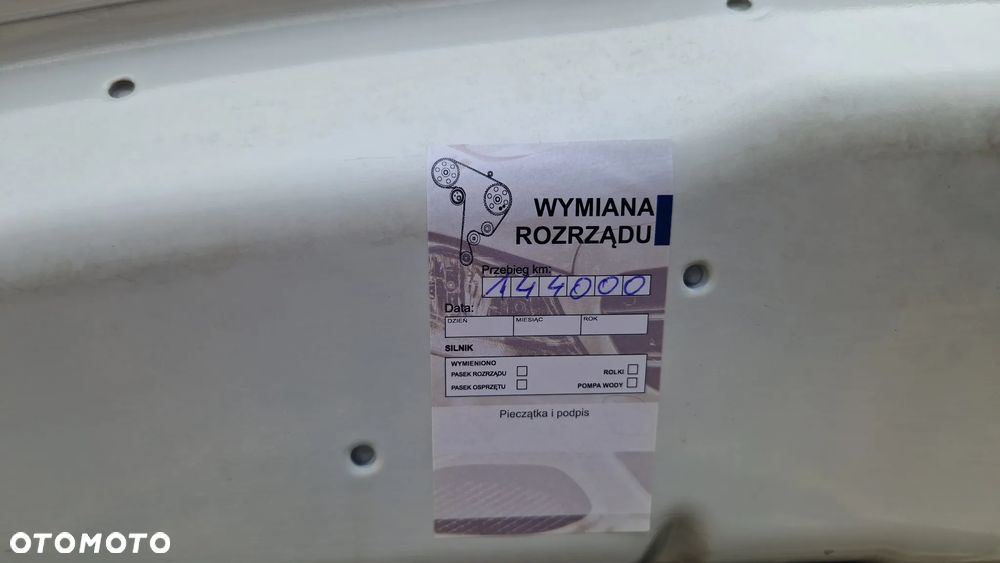 WYMIANA
ROZRZĄDU
Przebieg km:
144000
Data:
DZIEŃ MIESIĄC ROK
SILNIK
WYMIENIONO
PASEK ROZRZĄDU ROLKI
PASEK OSPRZĘTU POMPA WODY
Pieczątka i podpis
OTOMOTO